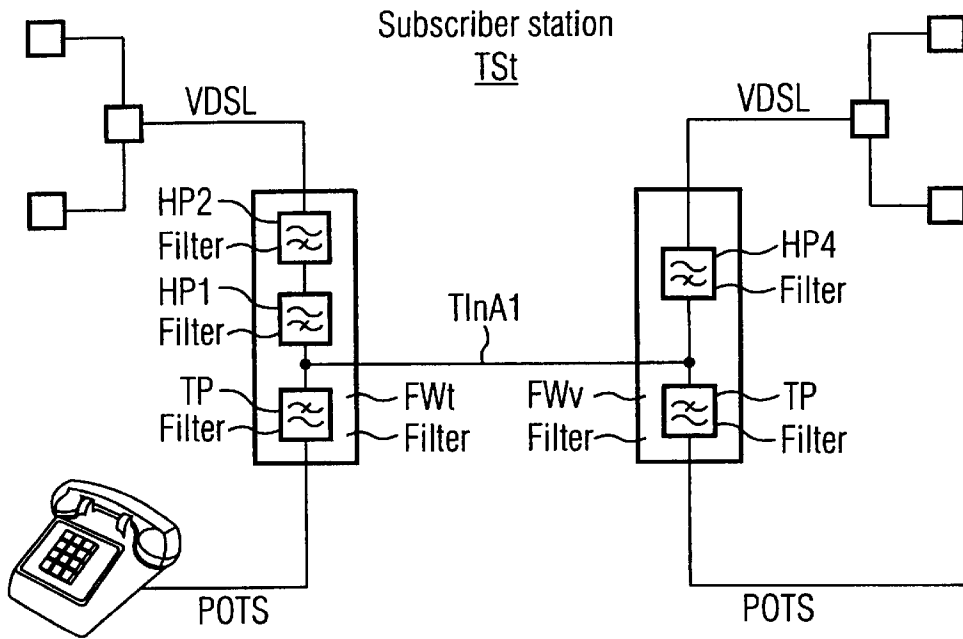 Subscriber station
TSt
VDSL
VDSL
HP2
Filter
HP1
Filter
TP
Filter
FWt
Filter
TlnA1
HP4
Filter
FWv
Filter
TP
Filter
POTS
POTS